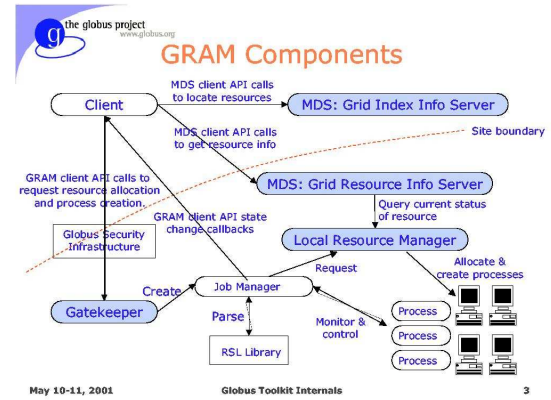 the globus project
www.globus.org
g
GRAM Components
MDS client API calls
to locate resources
Client
MDS: Grid Index Info Server
MDS client API calls
to get resource info
Site boundary
GRAM client API calls to
request resource allocation
and process creation.
MDS: Grid Resource Info Server
Query current status
of resource
GRAM client API state
change callbacks
Globus Security
Infrastructure
Local Resource Manager
Allocate &
create processes
Request
Create
Job Manager
Gatekeeper
Parse
Monitor &
control
Process
Process
Process
RSL Library
May 10-11, 2001
Globus Toolkit Internals
3